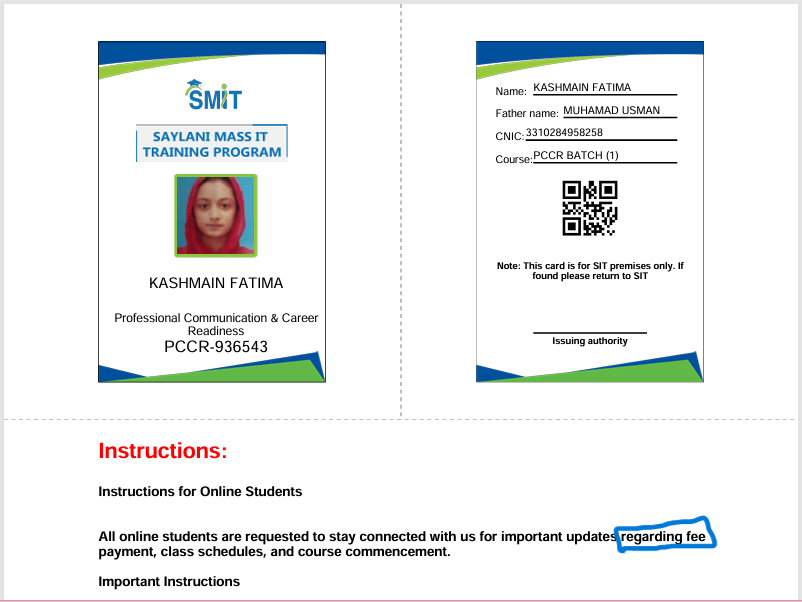 SMIT
SAYLANI MASS IT
TRAINING PROGRAM
KASHMAIN FATIMA
Professional Communication & Career
Readiness
PCCR-936543
Name: KASHMAIN FATIMA
Father name: MUHAMAD USMAN
CNIC: 3310284958258
Course: PCCR BATCH (1)
Note: This card is for SIT premises only. If
found please return to SIT
Issuing authority
Instructions:
Instructions for Online Students
All online students are requested to stay connected with us for important updates regarding fee
payment, class schedules, and course commencement.
Important Instructions